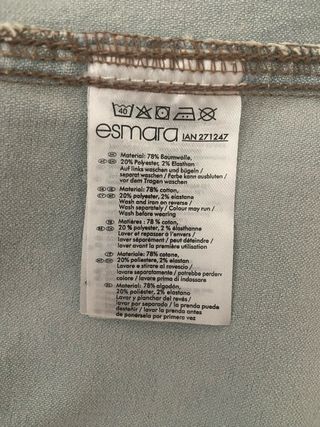 40
esmara IAN 271247
Material: 78% Baumwolle,
20% Polyester, 2% Elasthan
Auf links waschen und bügeln /
separat waschen / Farbe kann ausbluten /
vor dem Tragen waschen
Material: 78% cotton,
20% polyester, 2% elastane
Wash and iron on reverse /
Wash separately / Colour may run /
Wash before wearing
Matières : 78 % coton,
20 % polyester, 2 % élasthanne
Laver et repasser à l'envers /
laver séparément / peut déteindre /
laver avant la première utilisation
Materiale: 78% cotone,
20% poliestere, 2% elastan
Lavare e stirare al rovescio /
lavara separatamente / potrebbe perdere
colore / lavare prima di indossare
Material: 78% algodón,
20% poliéster, 2% elastano
Lavar y planchar del revés /
lavar por separado / la prenda puede
desteñir / lavar la prenda antes
de ponérsela por primera vez